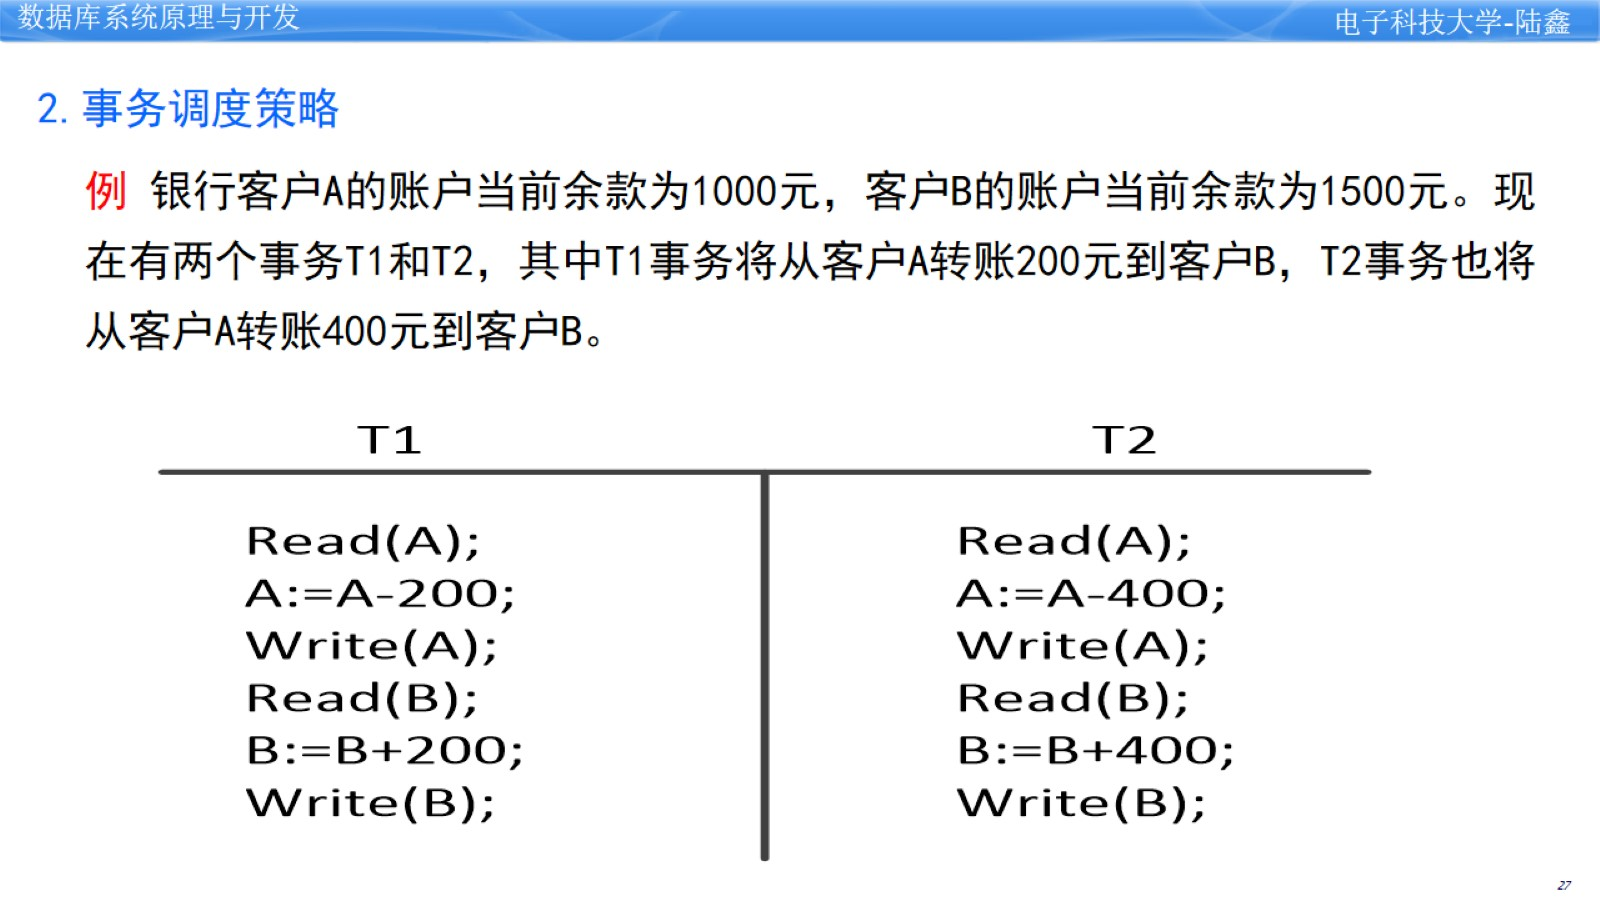 数据库系统原理与开发
电子科技大学-陆鑫
2.事务调度策略
例 银行客户A的账户当前余款为1000元，客户B的账户当前余款为1500元。现
在有两个事务T1和T2，其中T1事务将从客户A转账200元到客户B，T2事务也将
从客户A转账400元到客户B。
T1 T2
Read(A); Read(A);
A:=A-200; A:=A-400;
Write(A); Write(A);
Read(B); Read(B);
B:=B+200; B:=B+400;
Write(B); Write(B);
27